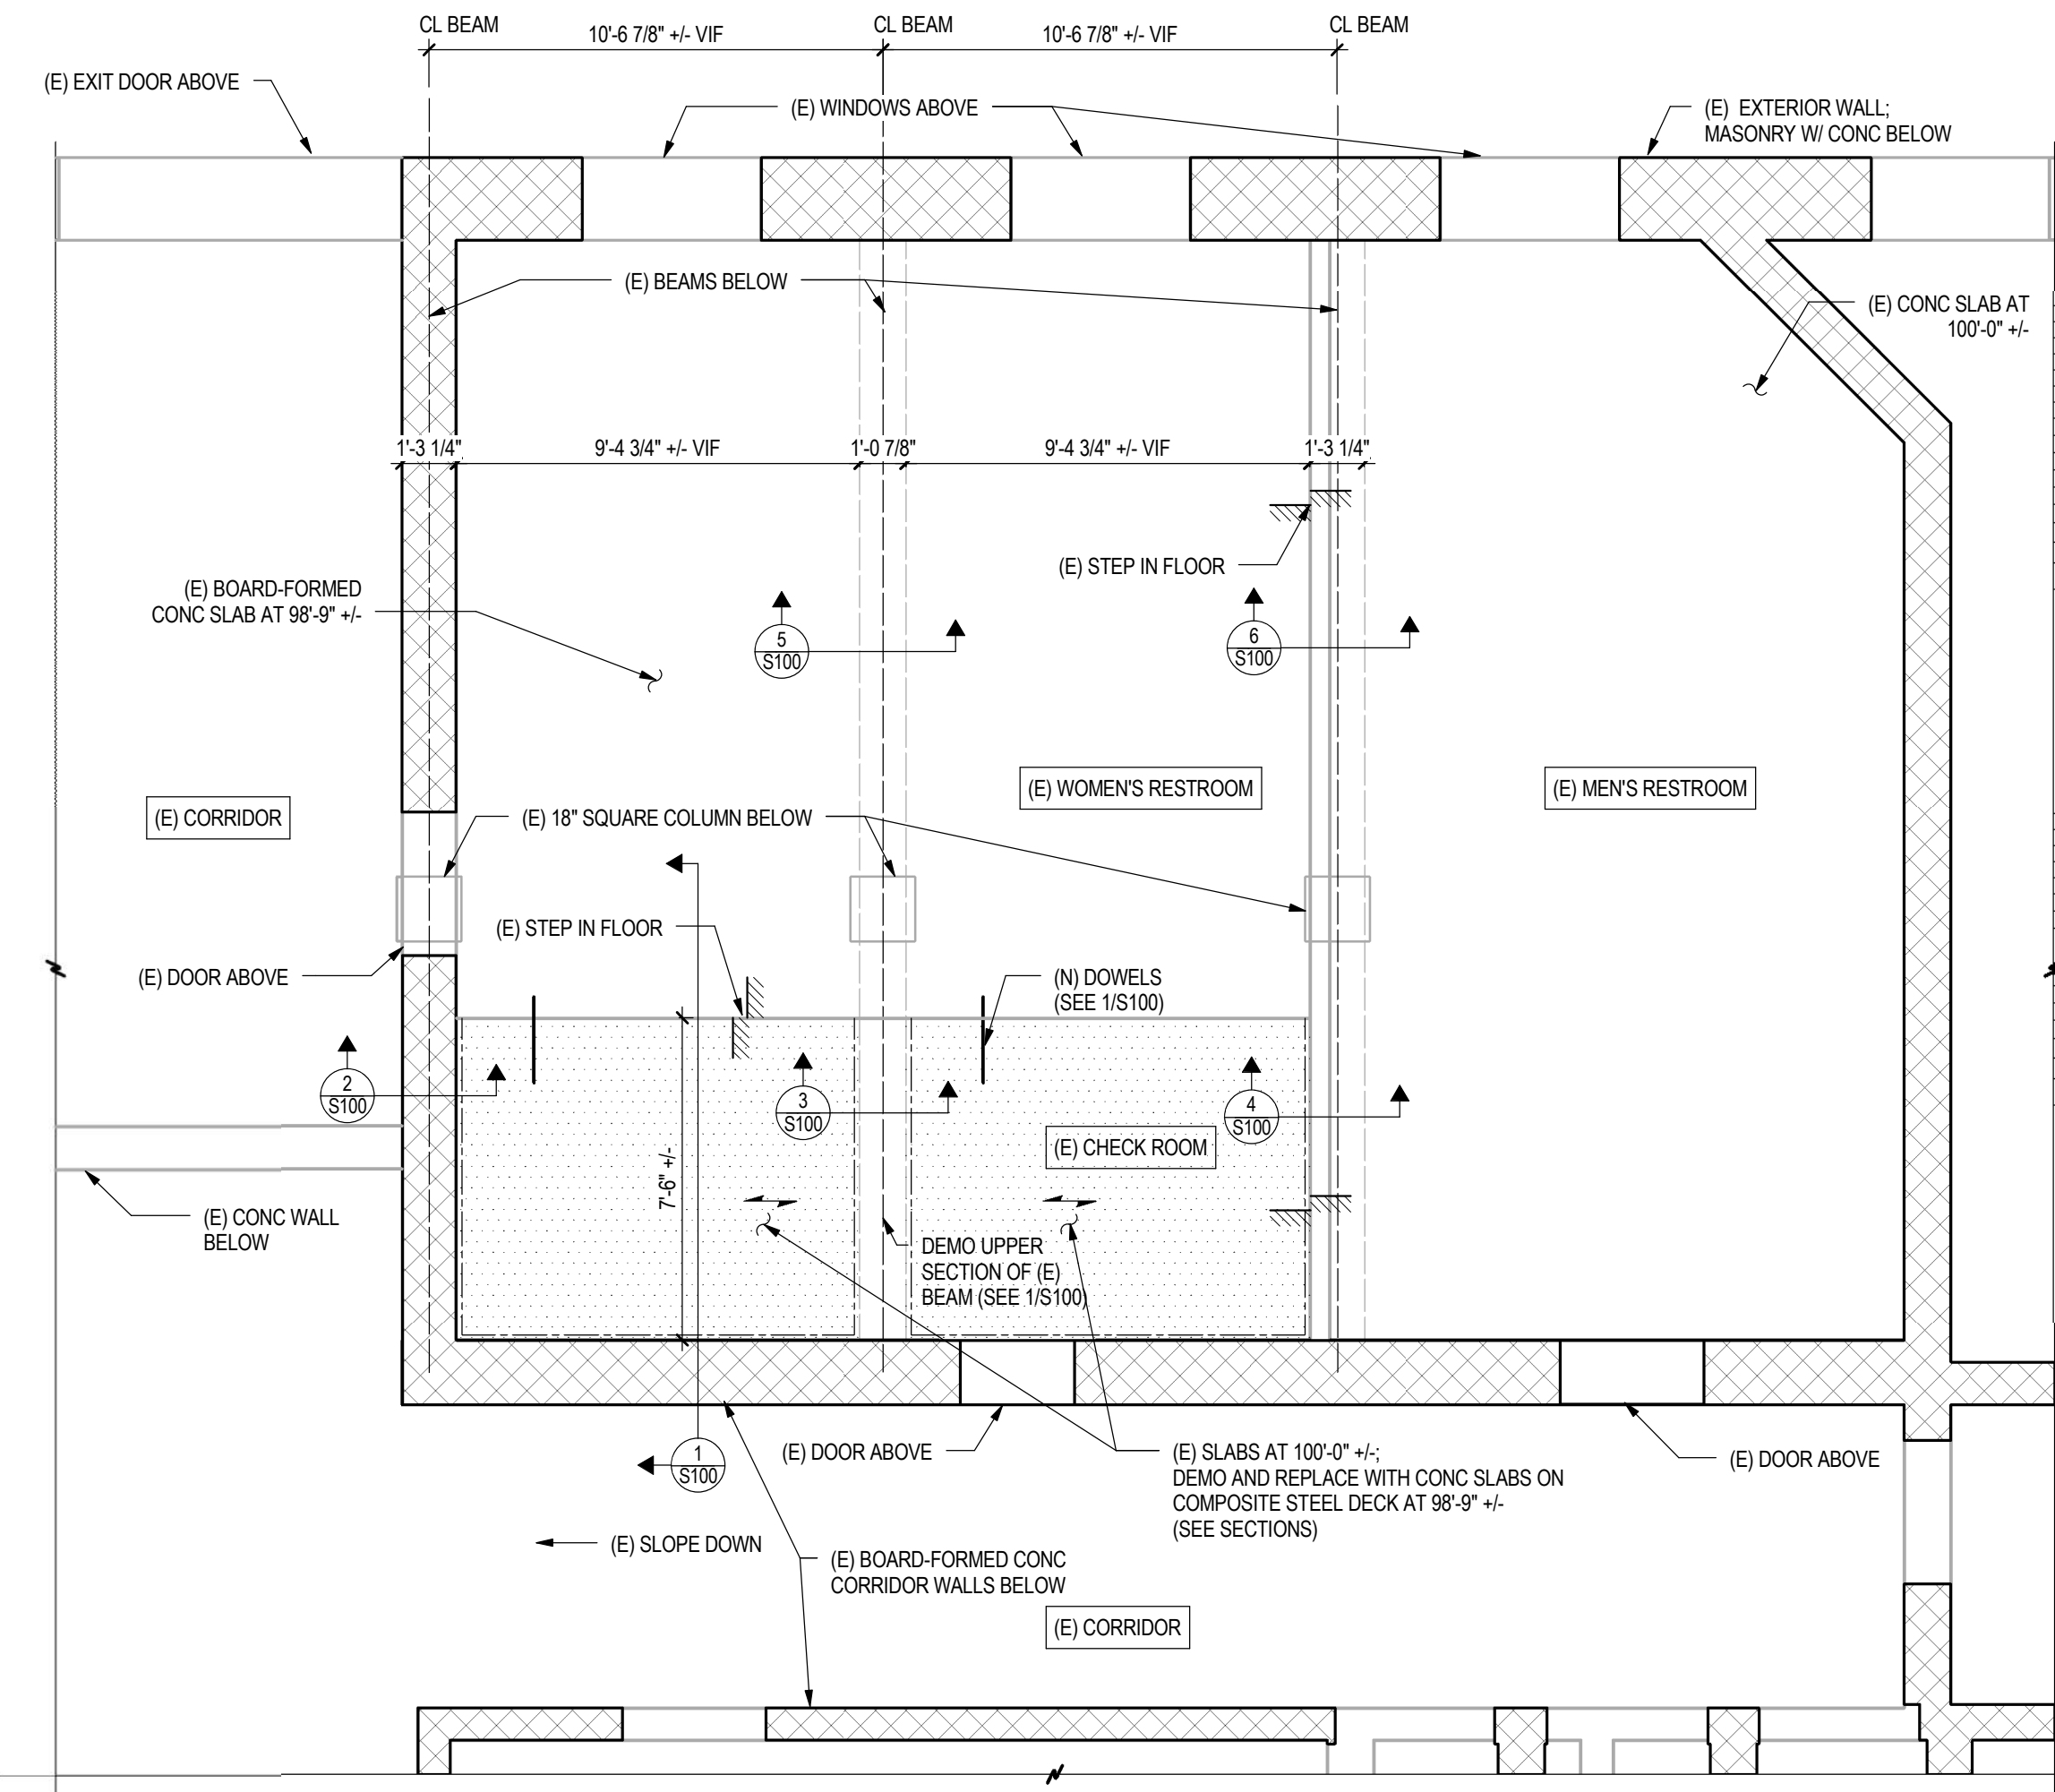 CL BEAM
10'-6 7/8" +/- VIF
CL BEAM
10'-6 7/8" +/- VIF
CL BEAM
(E) EXIT DOOR ABOVE
(E) WINDOWS ABOVE
(E) EXTERIOR WALL;
MASONRY W/ CONC BELOW
(E) BEAMS BELOW
(E) CONC SLAB AT
100'-0" +/-
1'-3 1/4"
9'-4 3/4" +/- VIF
1'-0 7/8"
9'-4 3/4" +/- VIF
1'-3 1/4"
(E) STEP IN FLOOR
(E) BOARD-FORMED
CONC SLAB AT 98'-9" +/-
5
S100
6
S100
(E) WOMEN'S RESTROOM
(E) MEN'S RESTROOM
(E) CORRIDOR
(E) 18" SQUARE COLUMN BELOW
(E) STEP IN FLOOR
(E) DOOR ABOVE
(N) DOWELS
(SEE 1/S100)
2
S100
3
S100
4
S100
(E) CHECK ROOM
7'-6" +/-
(E) CONC WALL
BELOW
DEMO UPPER
SECTION OF (E)
BEAM (SEE 1/S100)
1
S100
(E) DOOR ABOVE
(E) SLABS AT 100'-0" +/-;
DEMO AND REPLACE WITH CONC SLABS ON
COMPOSITE STEEL DECK AT 98'-9" +/-
(SEE SECTIONS)
(E) DOOR ABOVE
(E) SLOPE DOWN
(E) BOARD-FORMED CONC
CORRIDOR WALLS BELOW
(E) CORRIDOR